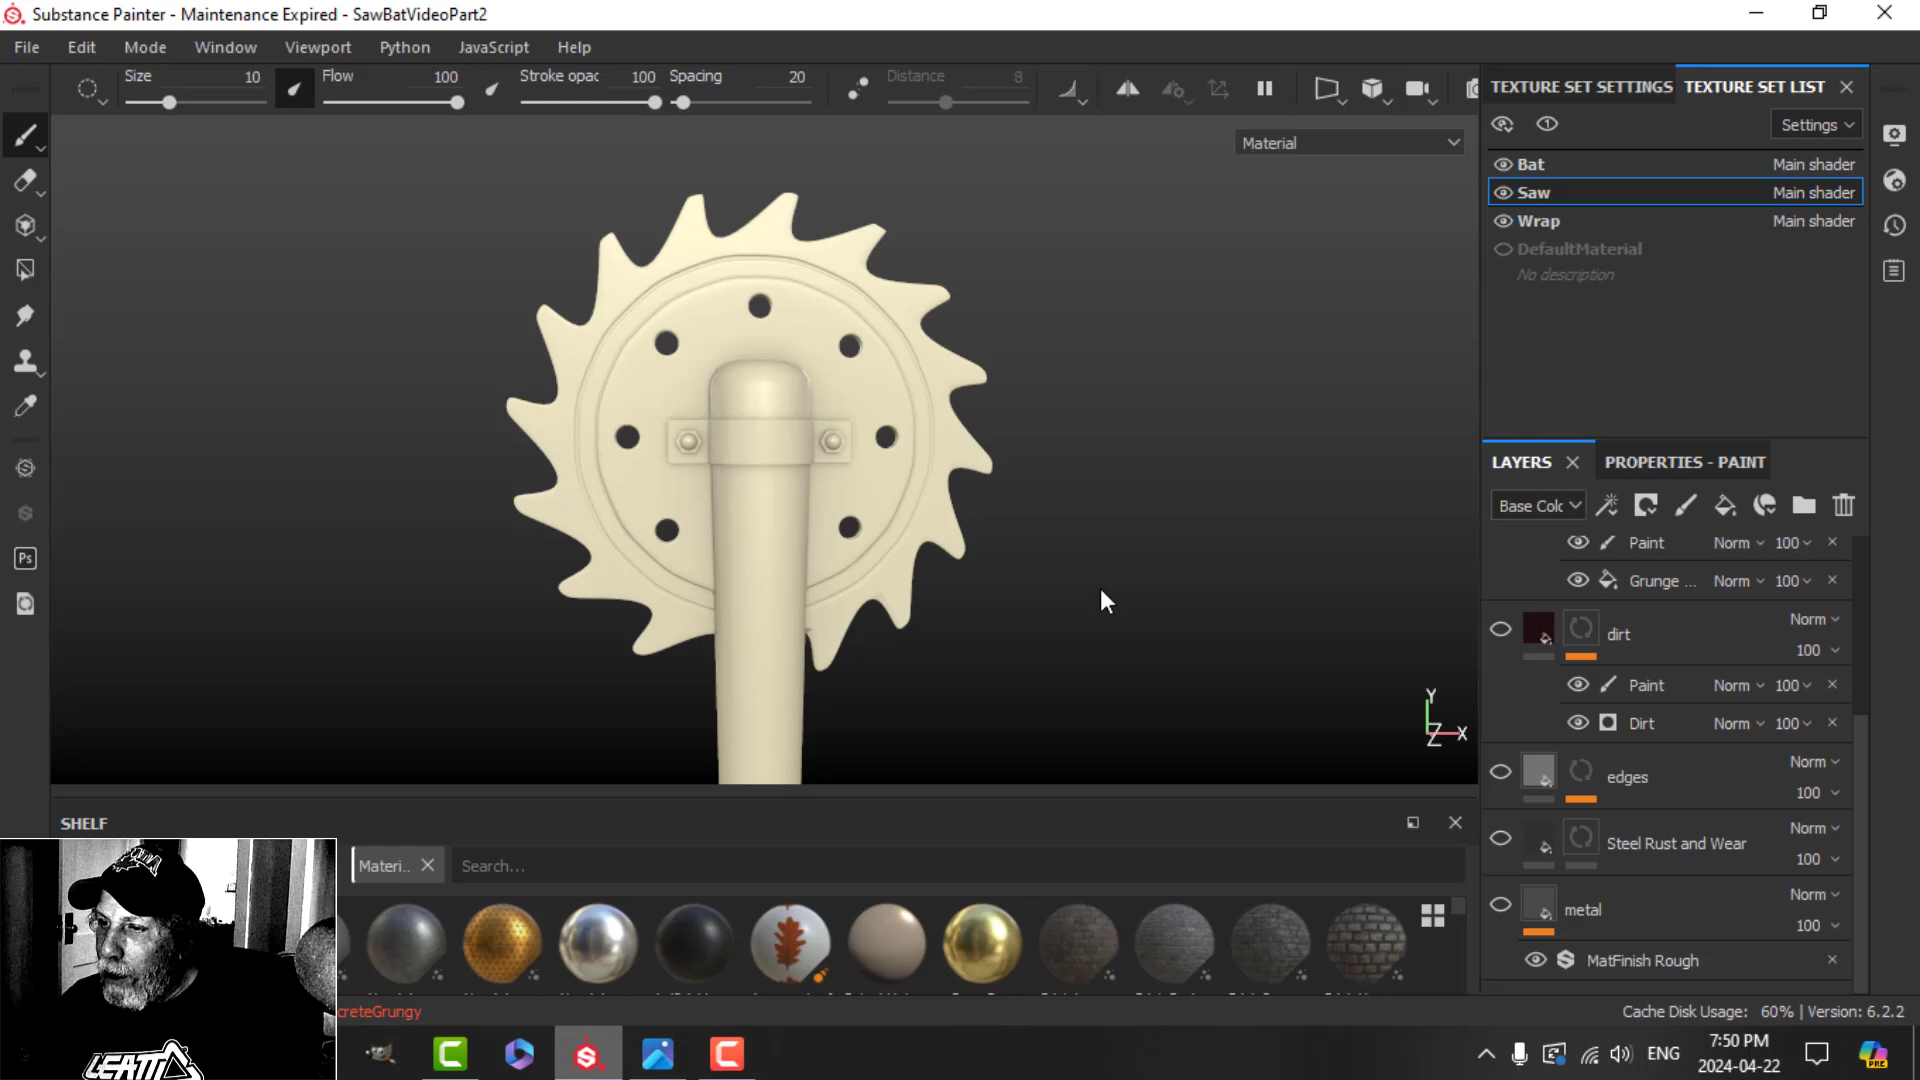 Substance Painter - Maintenance Expired - SawBatVideoPart2
File Edit Mode Window Viewport Python JavaScript Help
Size 10 Flow 100 Stroke opac 100 Spacing 20 Distance 8
Material
TEXTURE SET SETTINGS TEXTURE SET LIST
Settings
Bat Main shader
Saw Main shader
Wrap Main shader
DefaultMaterial
No description
LAYERS PROPERTIES - PAINT
Base Colc
Paint Norm 100
Grunge ... Norm 100
dirt Norm 100
Paint Norm 100
Dirt Norm 100
edges Norm 100
Steel Rust and Wear Norm 100
metal Norm 100
MatFinish Rough
Y
Z X
SHELF
Materi.. Search...
Ps
LEATT
creteGrungy
Cache Disk Usage: 60% | Version: 6.2.2
ENG
7:50 PM
2024-04-22
PRE